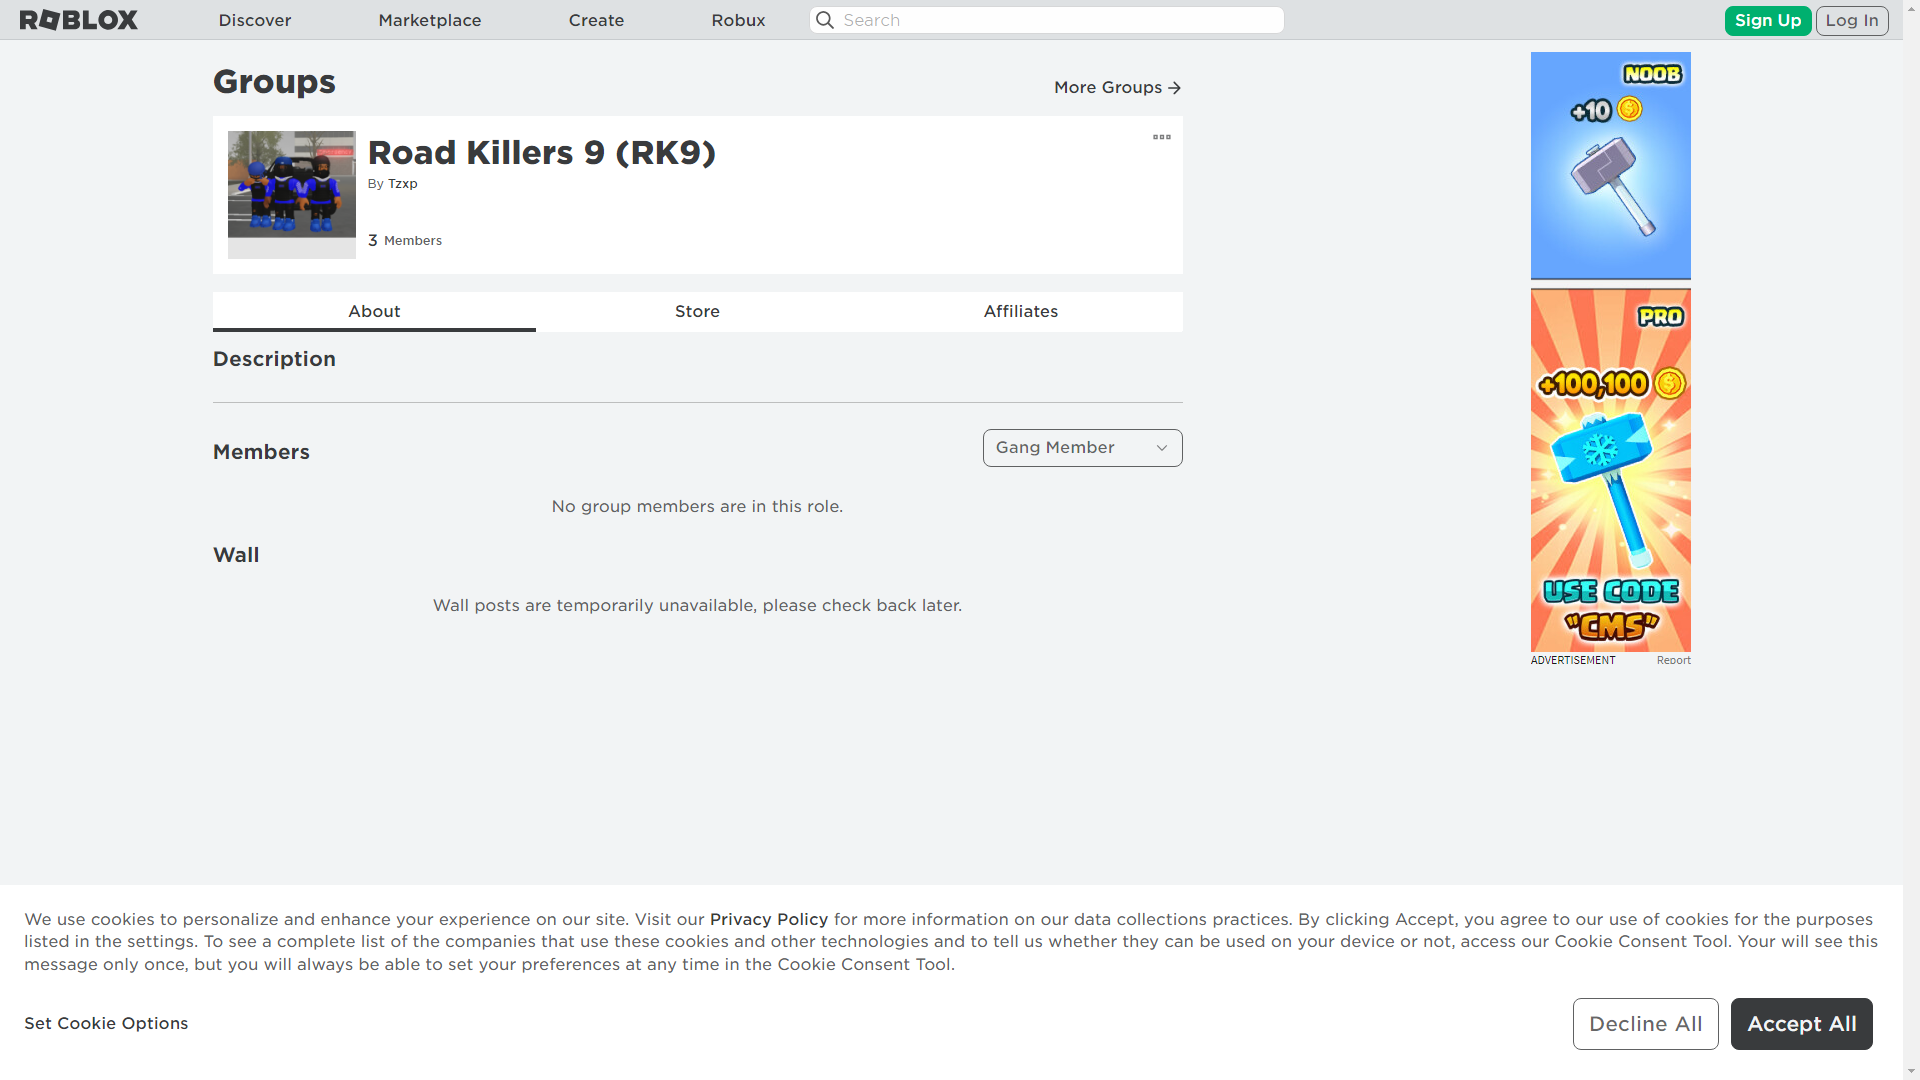 ROBLOX
Discover
Marketplace
Create
Robux
Search
Sign Up
Log In
Groups
More Groups
Road Killers 9 (RK9)
By Tzxp
3 Members
About
Store
Affiliates
Description
Members
Gang Member
No group members are in this role.
Wall
Wall posts are temporarily unavailable, please check back later.
NOOB
+10
PRO
+100,100
USE CODE
"CMS"
ADVERTISEMENT
Report
We use cookies to personalize and enhance your experience on our site. Visit our Privacy Policy for more information on our data collections practices. By clicking Accept, you agree to our use of cookies for the purposes
listed in the settings. To see a complete list of the companies that use these cookies and other technologies and to tell us whether they can be used on your device or not, access our Cookie Consent Tool. Your will see this
message only once, but you will always be able to set your preferences at any time in the Cookie Consent Tool.
Set Cookie Options
Decline All
Accept All